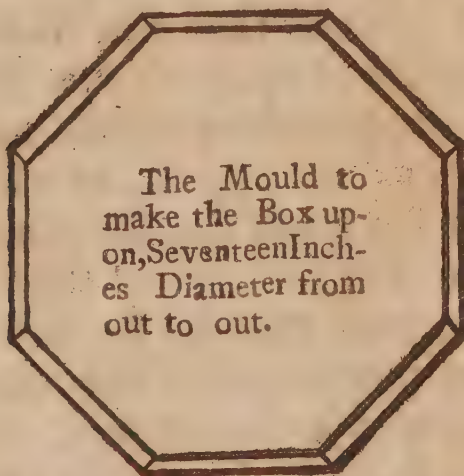 The Mould to
make the Box up-
on,SeventeenInch-
es Diameter from
out to out.